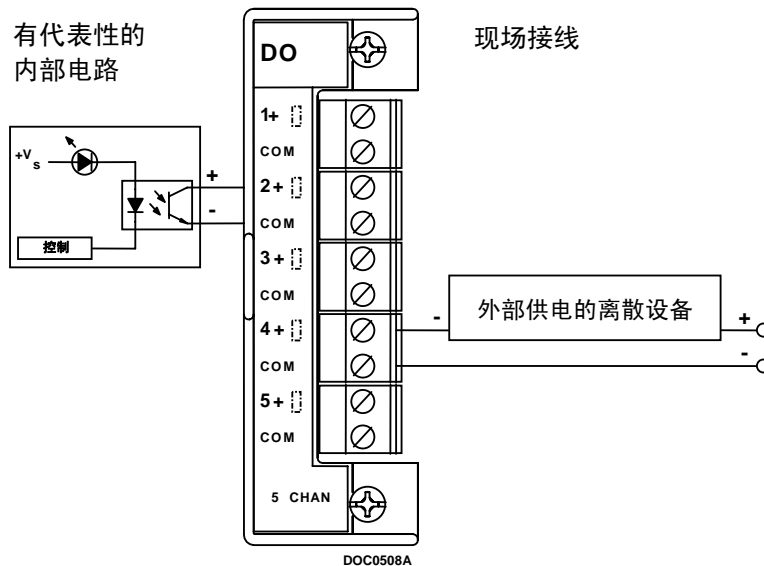 有代表性的
内部电路
现场接线
DO
1+
COM
2+
COM
3+
COM
4+
COM
5+
COM
5 CHAN
+Vs
控制
+
-
-
外部供电的离散设备
+
-
DOC0508A